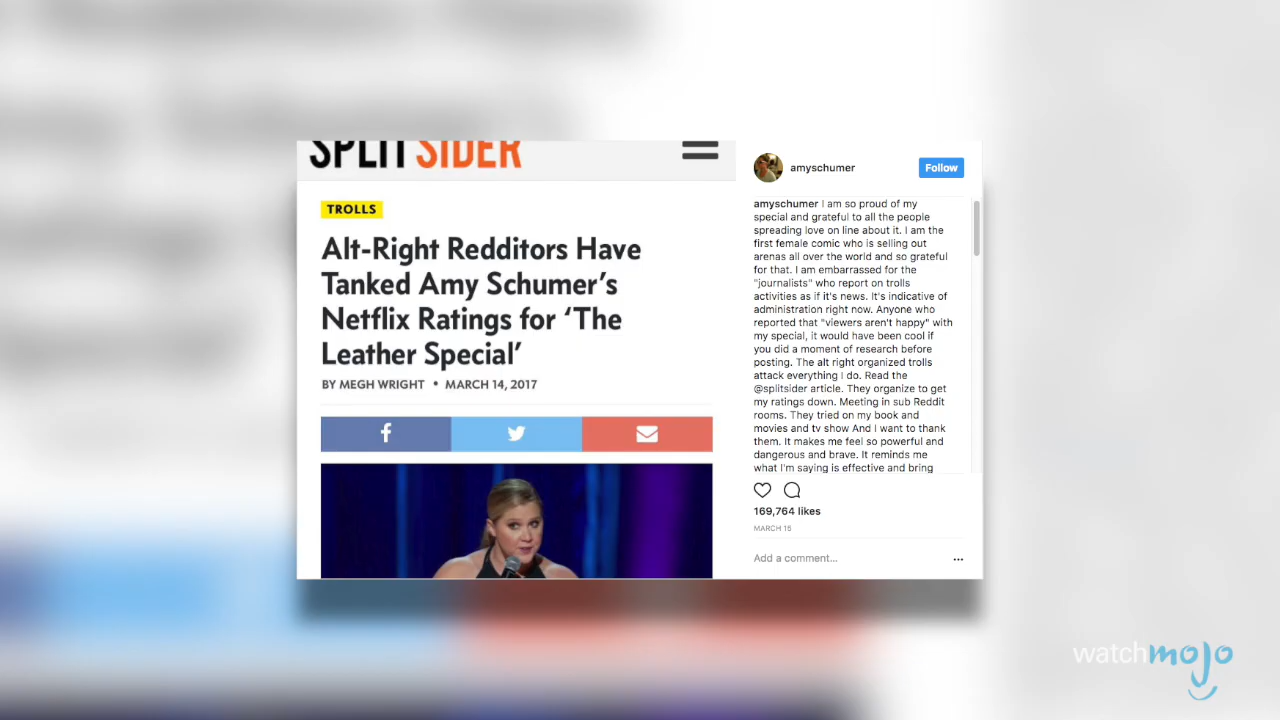 SPLITSIDER
TROLLS
Alt-Right Redditors Have
Tanked Amy Schumer's
Netflix Ratings for ‘The
Leather Special’
BY MEGH WRIGHT • MARCH 14, 2017
amyschumer
Follow
amyschumer I am so proud of my
special and grateful to all the people
spreading love on line about it. I am the
first female comic who is selling out
arenas all over the world and so grateful
for that. I am embarrassed for the
"journalists" who report on trolls
activities as if it's news. It's indicative of
administration right now. Anyone who
reported that "viewers aren't happy" with
my special, it would have been cool if
you did a moment of research before
posting. The alt right organized trolls
attack everything I do. Read the
@splitsider article. They organize to get
my ratings down. Meeting in sub Reddit
rooms. They tried on my book and
movies and tv show And I want to thank
them. It makes me feel so powerful and
dangerous and brave. It reminds me
what I'm saying is effective and bring
169,764 likes
MARCH 15
Add a comment...
watchmojo